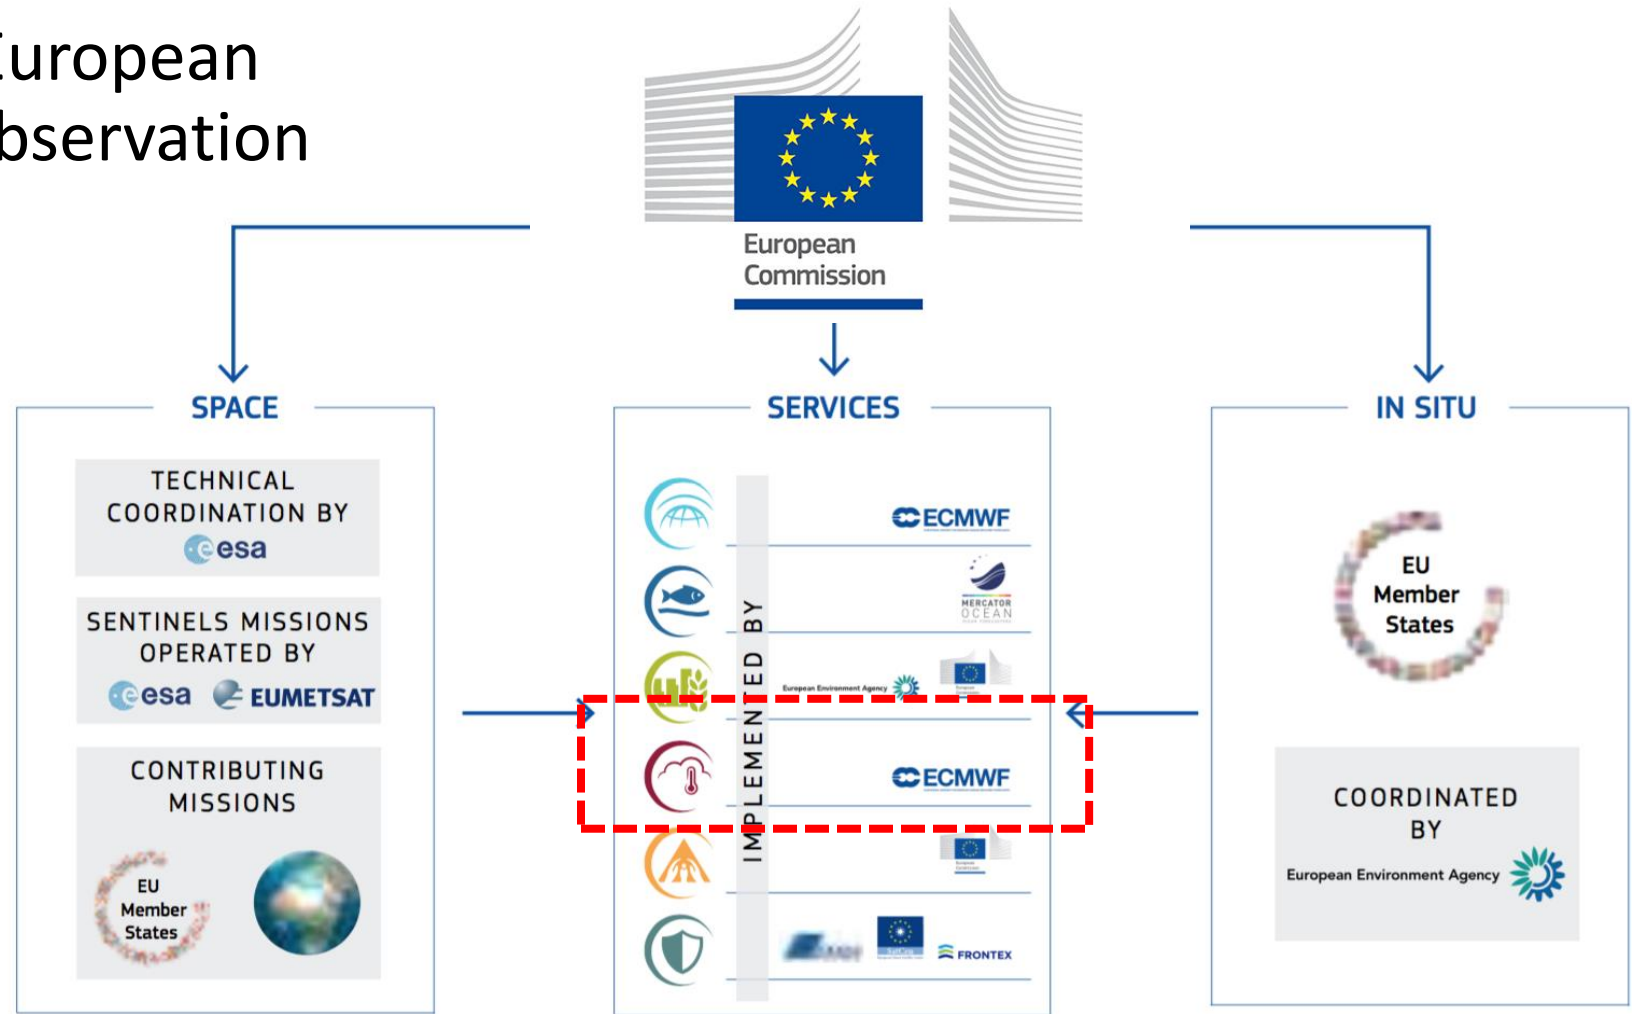 uropean
bservation
European
Commission
SPACE
TECHNICAL
COORDINATION BY
esa
SENTINELS MISSIONS
OPERATED BY
esa EUMETSAT
CONTRIBUTING
MISSIONS
EU
Member
States
SERVICES
IMPLEMENTED BY
ECMWF
MERCATOR
OCEAN
European Environment Agency
ECMWF
FRONTEX
IN SITU
EU
Member
States
COORDINATED
BY
European Environment Agency